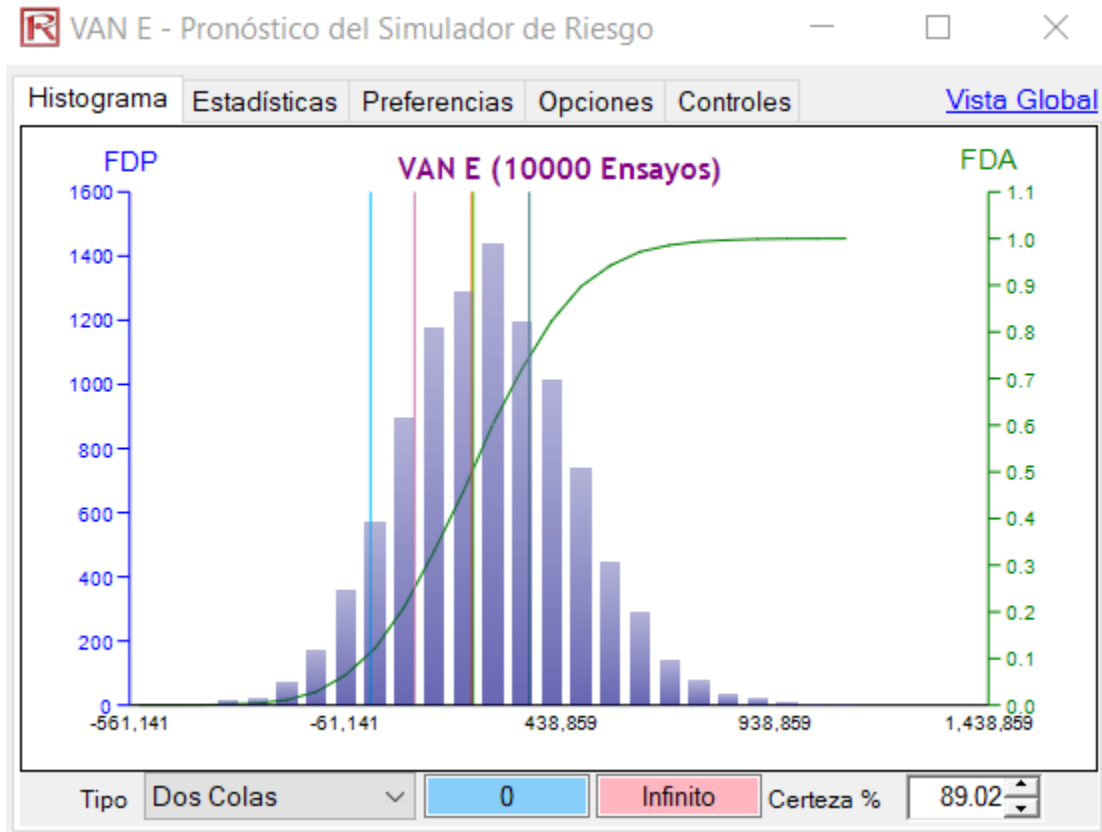 VAN E - Pronóstico del Simulador de Riesgo
Histograma Estadísticas Preferencias Opciones Controles Vista Global
FDP VAN E (10000 Ensayos) FDA
1600 1.1
1400 1.0
0.9
1200 0.8
1000 0.7
0.6
800 0.5
600 0.4
400 0.3
0.2
200 0.1
0 0.0
-561,141 -61,141 438,859 938,859 1,438,859
Tipo Dos Colas 0 Infinito Certeza % 89.02